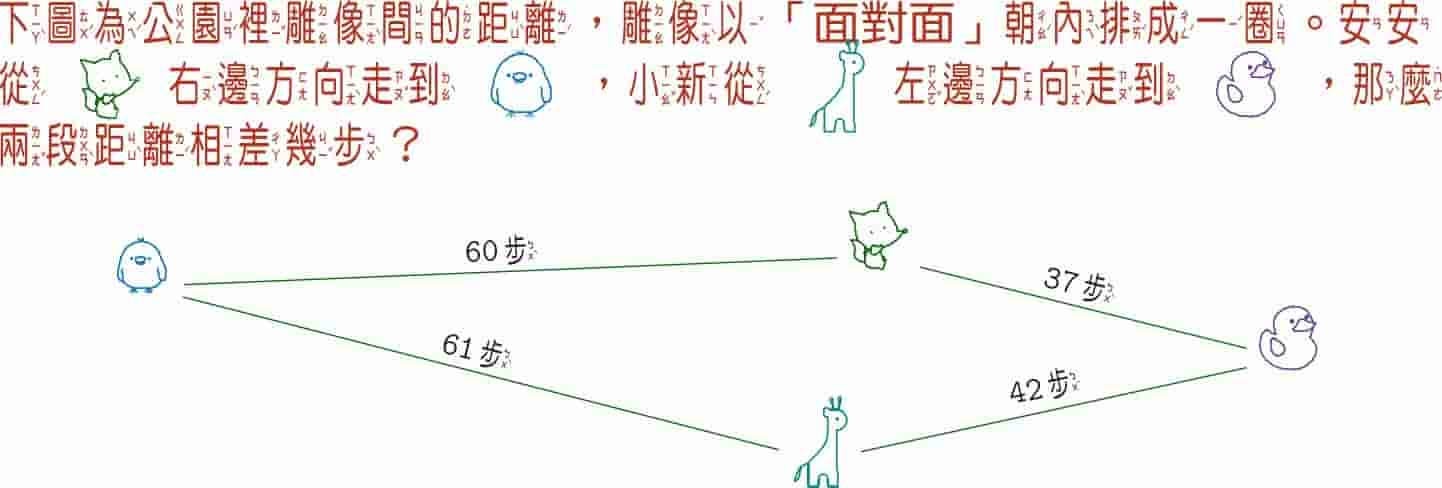 下圖為公園裡雕像間的距離，雕像以「面對面」朝內排成一圈。安安
從 右邊方向走到 ，小新從 左邊方向走到 ，那麼
兩段距離相差幾步？
60 步
37 步
61 步
42 步